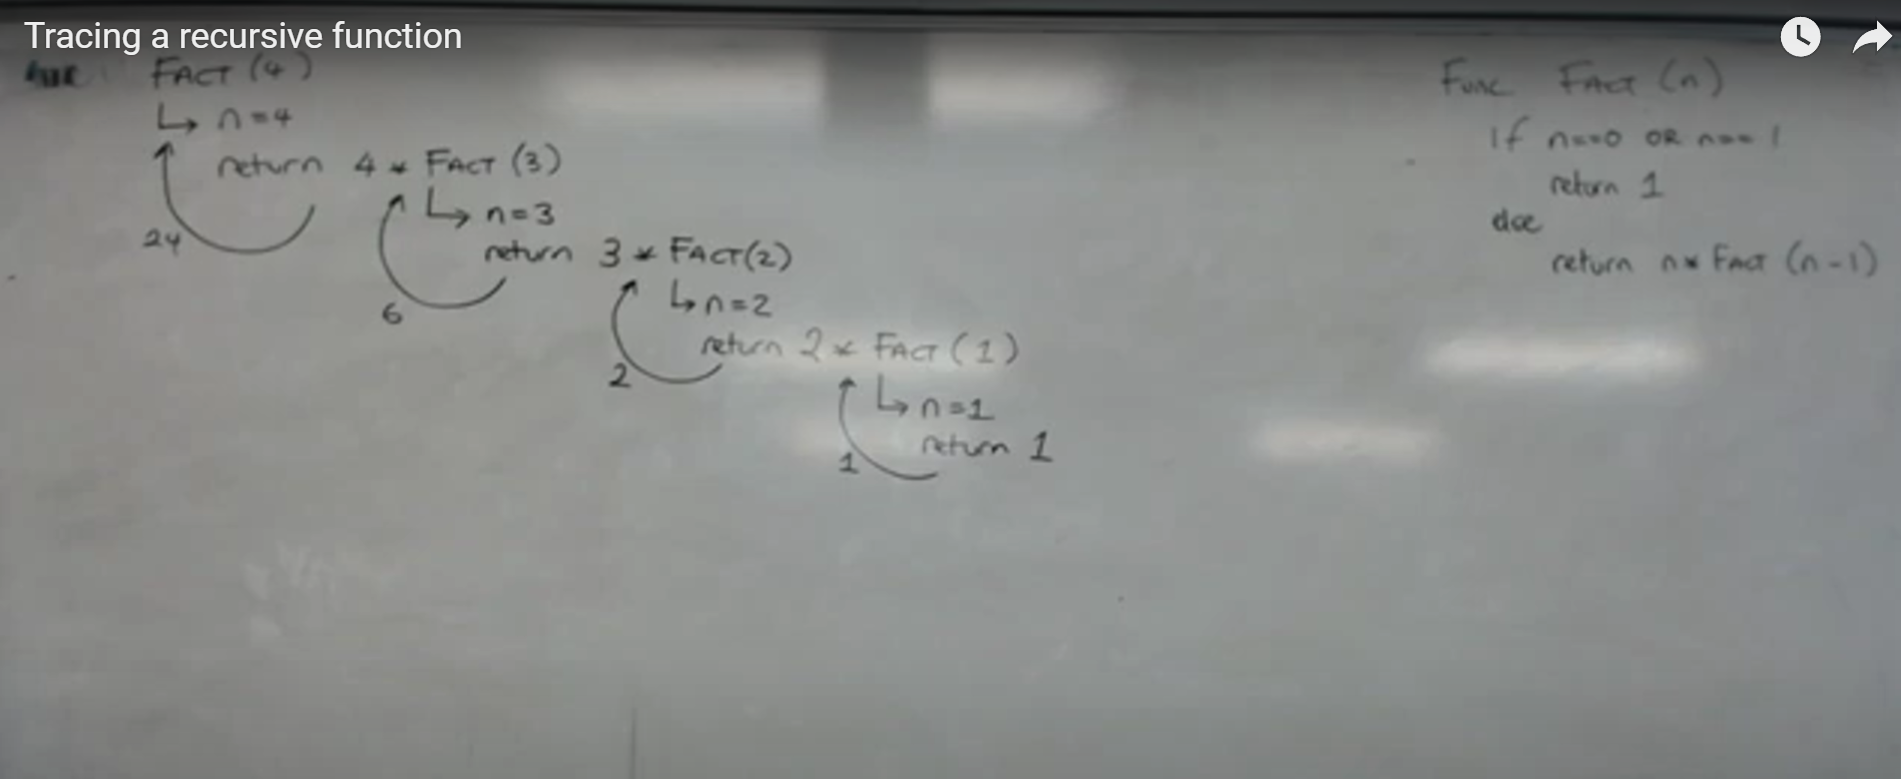 Tracing a recursive function
FACT (4)
↳ n=4
return 4 * FACT (3)
24
↳ n=3
return 3 * FACT(2)
6
↳ n=2
return 2 * FACT (1)
2
↳ n=1
return 1
1
Func FACT (n)
If n==0 OR n==1
return 1
else
return n* FACT (n-1)